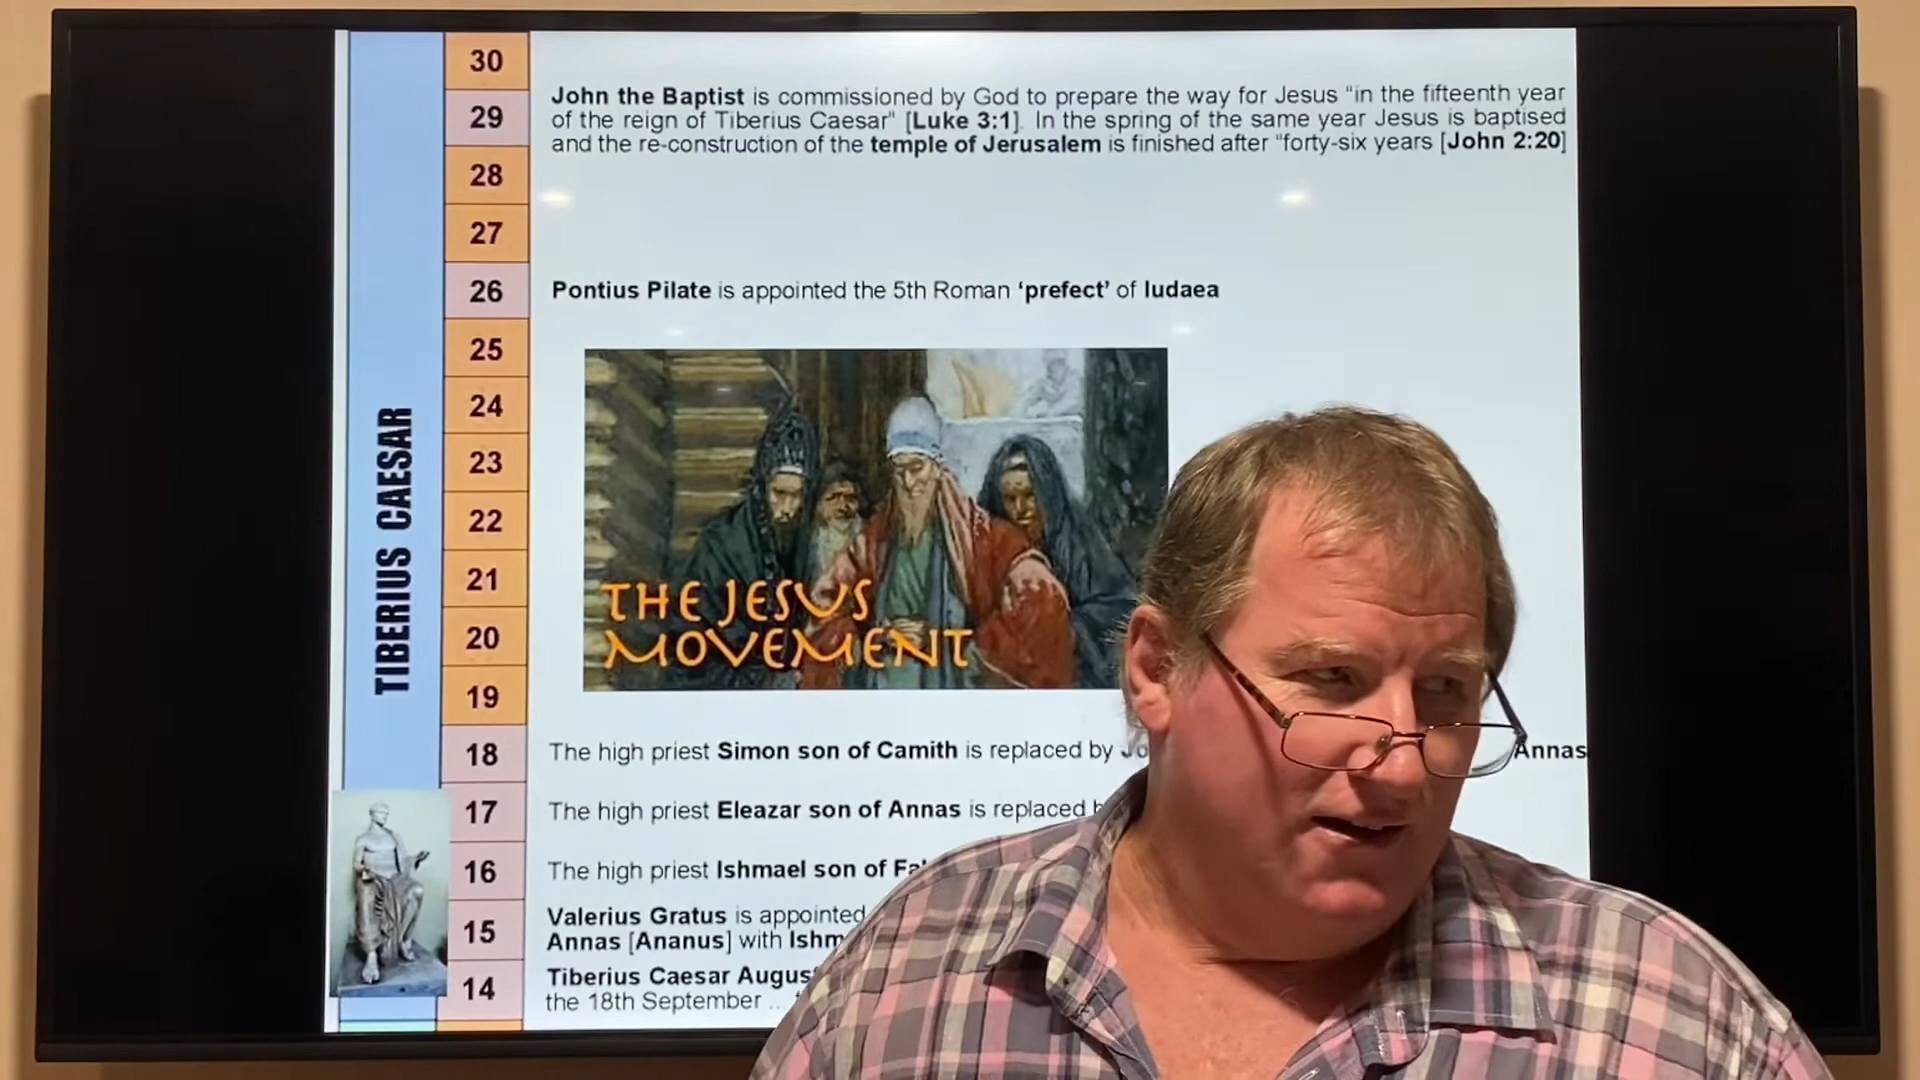 30
John the Baptist is commissioned by God to prepare the way for Jesus "in the fifteenth year
29
of the reign of Tiberius Caesar" [Luke 3:1]. In the spring of the same year Jesus is baptised
and the re-construction of the temple of Jerusalem is finished after "forty-six years [John 2:20]
28
27
26
Pontius Pilate is appointed the 5th Roman ‘prefect’ of Iudaea
25
24
23
22
21
20
19
TIBERIUS CAESAR
THE JESUS
MOVEMENT
18
The high priest Simon son of Camith is replaced by Annas
17
The high priest Eleazar son of Annas is replaced
16
The high priest Ishmael son of
15
Valerius Gratus is appointed
Annas [Ananus] with
14
Tiberius Caesar
the 18th September ...